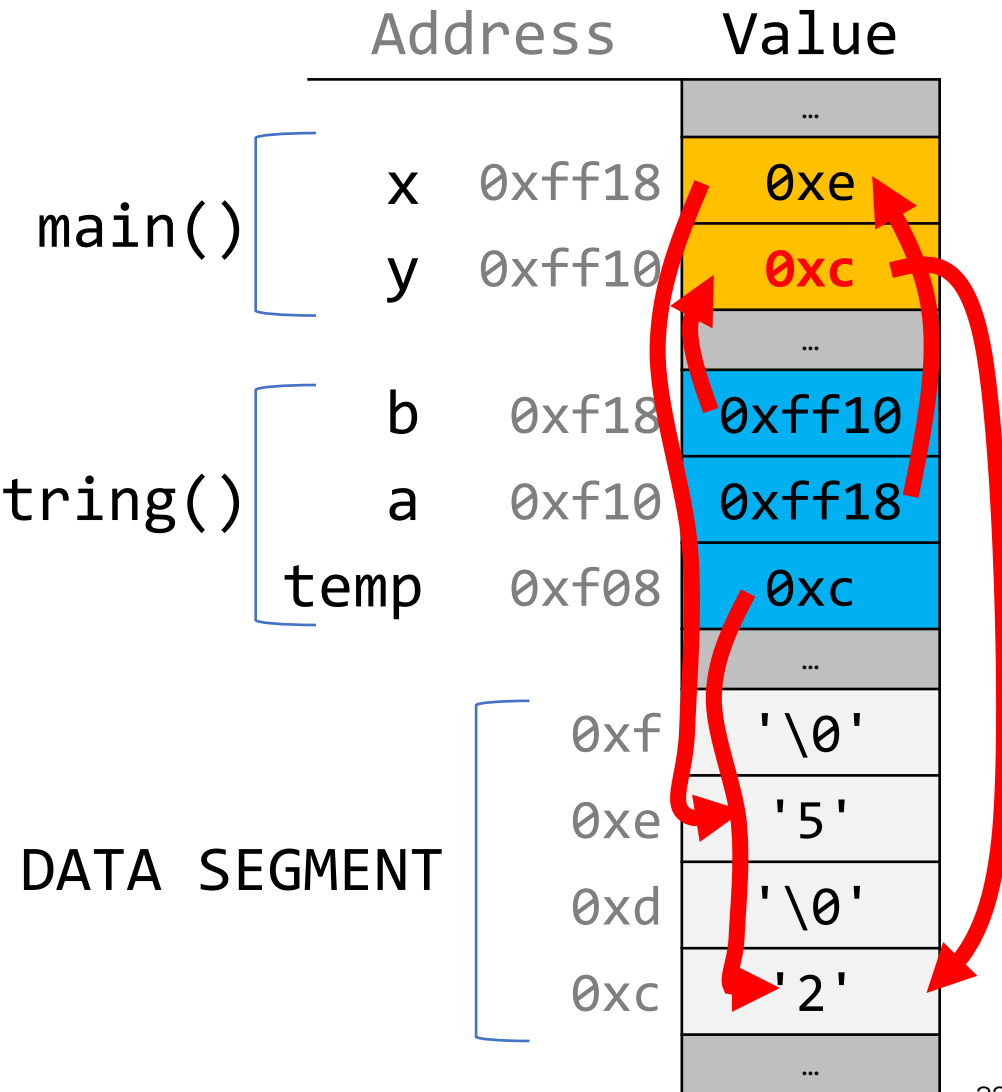 Address Value
…
x 0xff18 0xe
main()
y 0xff10 0xc
…
b 0xf18 0xff10
tring() a 0xf10 0xff18
temp 0xf08 0xc
…
0xf '\0'
0xe '5'
DATA SEGMENT
0xd '\0'
0xc '2'
…